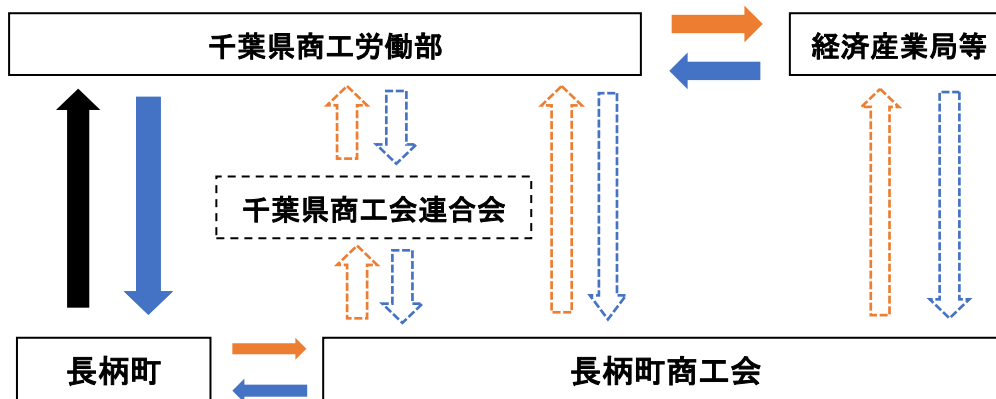 千葉県商工労働部
経済産業局等
千葉県商工会連合会
長柄町
長柄町商工会